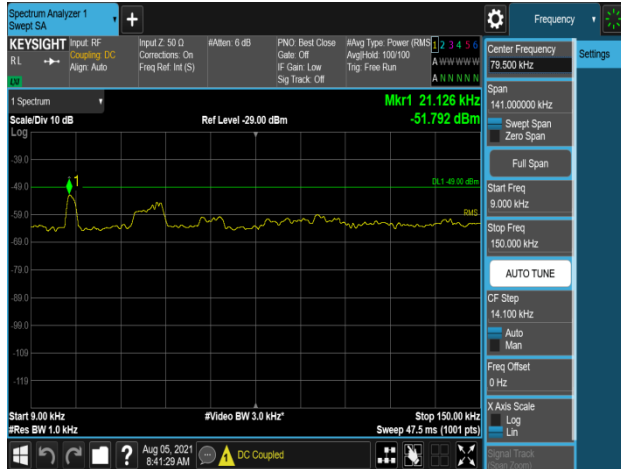 Spectrum Analyzer 1
Swept SA
Frequency
KEYSIGHT
RL
Input: RF
Coupling: DC
Align: Auto
Input Z: 50 Ω
Corrections: On
Freq Ref: Int (S)
#Atten: 6 dB
PNO: Best Close
Gate: Off
IF Gain: Low
Sig Track: Off
#Avg Type: Power (RMS
Avg|Hold: 100/100
Trig: Free Run
1 2 3 4 5 6
A W W W W W
A N N N N N
Center Frequency
79.500 kHz
Settings
Span
141.000000 kHz
Swept Span
Zero Span
Full Span
Start Freq
9.000 kHz
Stop Freq
150.000 kHz
AUTO TUNE
CF Step
14.100 kHz
Auto
Man
Freq Offset
0 Hz
X Axis Scale
Log
Lin
Signal Track
(Span Zoom)
1 Spectrum
Scale/Div 10 dB
Ref Level -29.00 dBm
Mkr1 21.126 kHz
-51.792 dBm
Log
-39.0
-49.0
1
DL1 -49.00 dBm
-59.0
RMS
-69.0
-79.0
-89.0
-99.0
-109
-119
Start 9.00 kHz
#Video BW 3.0 kHz*
Stop 150.00 kHz
#Res BW 1.0 kHz
Sweep 47.5 ms (1001 pts)
Aug 05, 2021
8:41:29 AM
DC Coupled